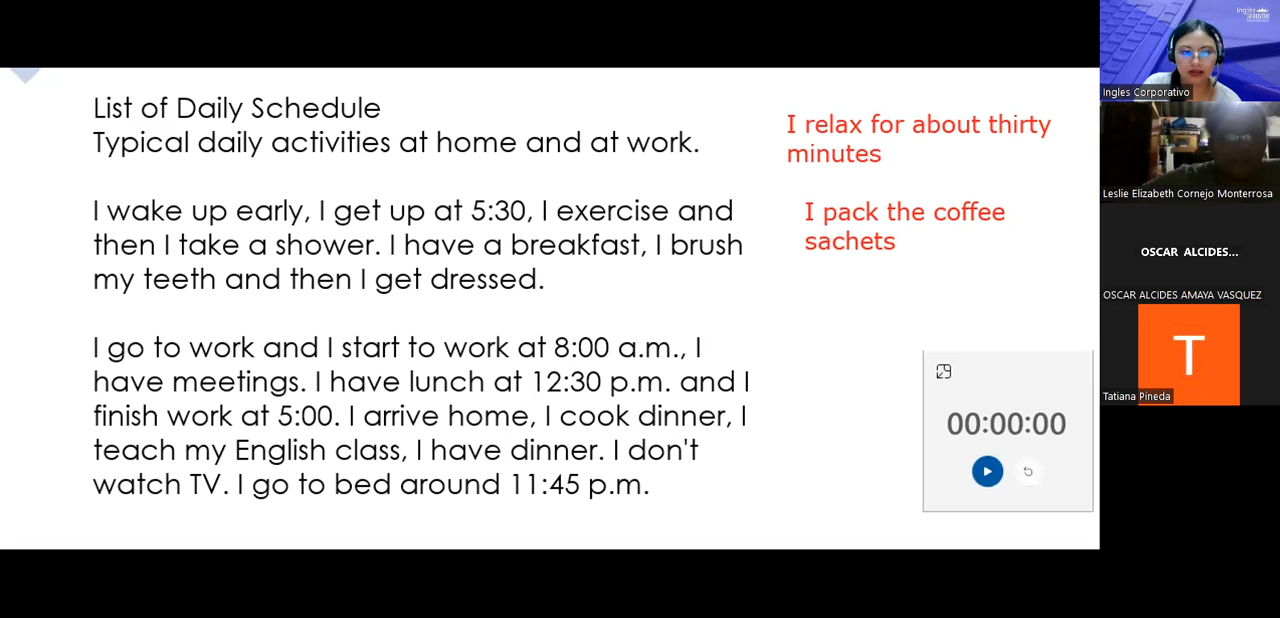 List of Daily Schedule
Typical daily activities at home and at work.
I wake up early, I get up at 5:30, I exercise and
then I take a shower. I have a breakfast, I brush
my teeth and then I get dressed.
I go to work and I start to work at 8:00 a.m., I
have meetings. I have lunch at 12:30 p.m. and I
finish work at 5:00. I arrive home, I cook dinner, I
teach my English class, I have dinner. I don't
watch TV. I go to bed around 11:45 p.m.
I relax for about thirty
minutes
I pack the coffee
sachets
00:00:00
Ingles Corporativo
Leslie Elizabeth Cornejo Monterrosa
OSCAR ALCIDES...
OSCAR ALCIDES AMAYA VASQUEZ
T
Tatiana Pineda